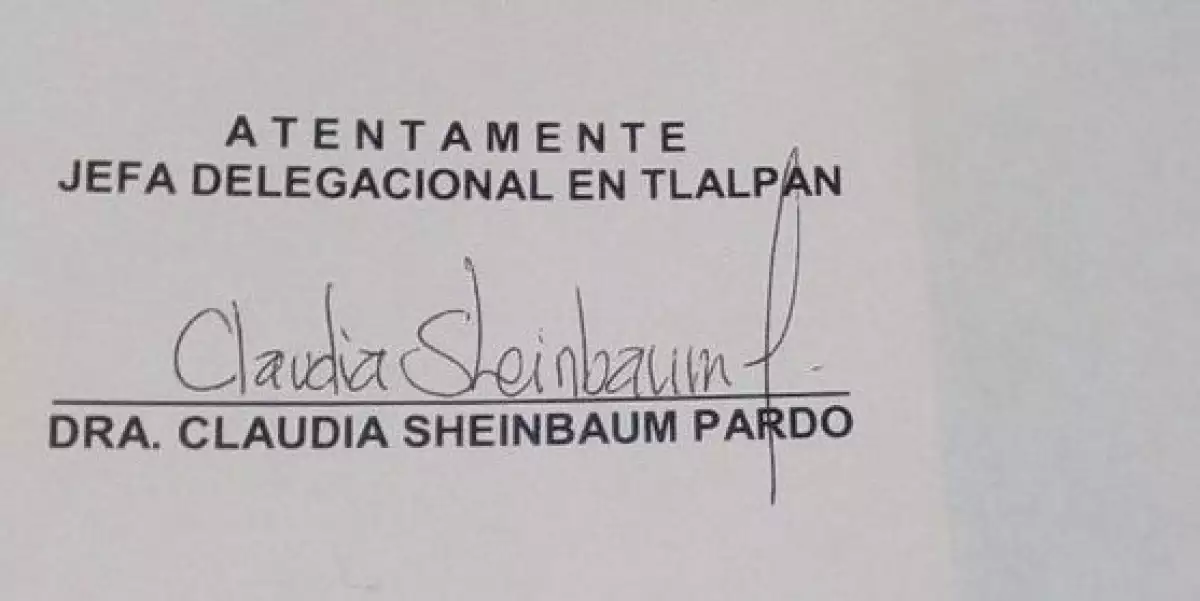 ATENTAMENTE
JEFA DELEGACIONAL EN TLALPAN
Claudia Sheinbaum P.
DRA. CLAUDIA SHEINBAUM PARDO